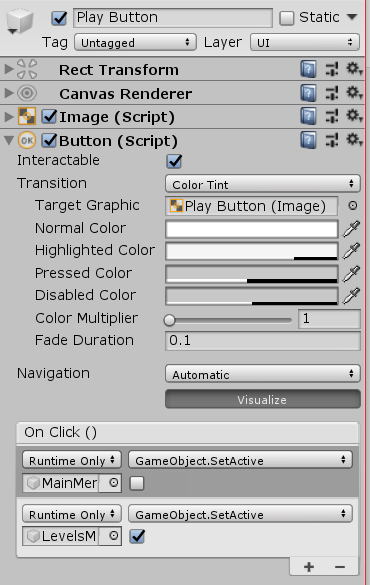 Play Button Static
Tag Untagged Layer UI
Rect Transform
Canvas Renderer
Image (Script)
OK Button (Script)
Interactable
Transition Color Tint
Target Graphic Play Button (Image)
Normal Color
Highlighted Color
Pressed Color
Disabled Color
Color Multiplier 1
Fade Duration 0.1
Navigation Automatic
Visualize
On Click ()
Runtime Only GameObject.SetActive
MainMer
Runtime Only GameObject.SetActive
LevelsM